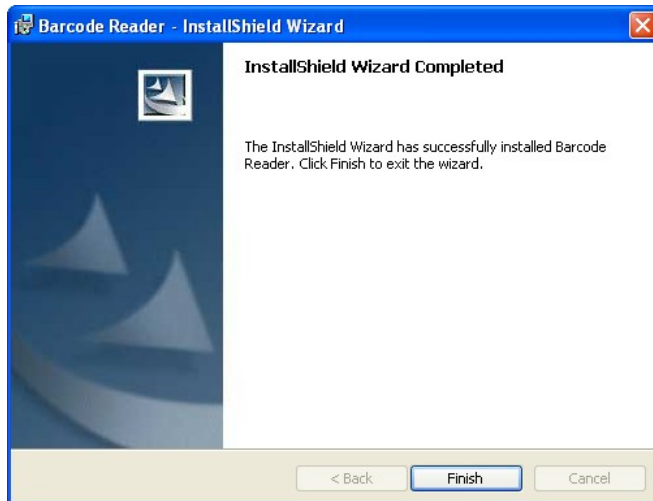 Barcode Reader - InstallShield Wizard
InstallShield Wizard Completed
The InstallShield Wizard has successfully installed Barcode
Reader. Click Finish to exit the wizard.
< Back
Finish
Cancel